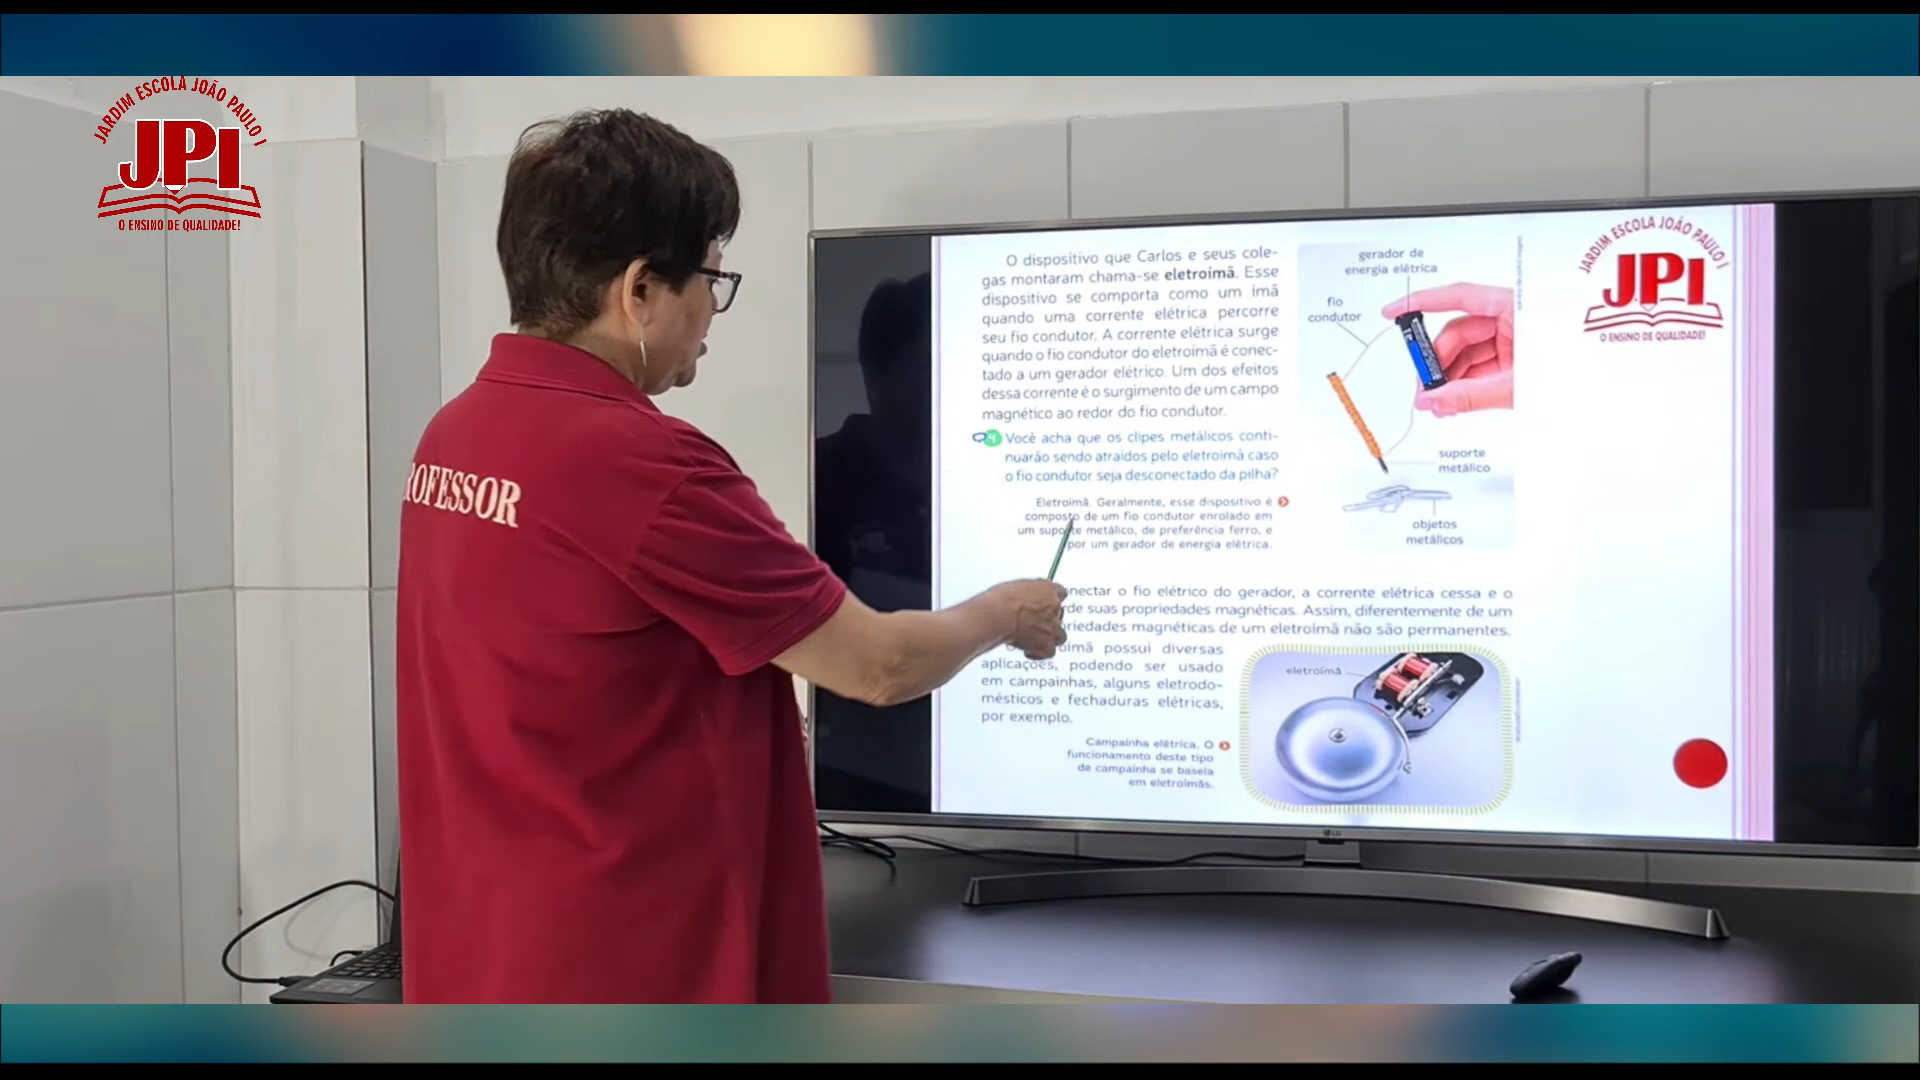 JARDIM ESCOLA JOÃO PAULO I
JPI
O ENSINO DE QUALIDADE!
ROFESSOR
O dispositivo que Carlos e seus cole-
gas montaram chama-se eletroímã. Esse
dispositivo se comporta como um ímã
quando uma corrente elétrica percorre
seu fio condutor. A corrente elétrica surge
quando o fio condutor do eletroímã é conec-
tado a um gerador elétrico. Um dos efeitos
dessa corrente é o surgimento de um campo
magnético ao redor do fio condutor.
4 Você acha que os clipes metálicos conti-
nuarão sendo atraídos pelo eletroímã caso
o fio condutor seja desconectado da pilha?
Eletroímã. Geralmente, esse dispositivo é
composto de um fio condutor enrolado em
um suporte metálico, de preferência ferro, e
por um gerador de energia elétrica.
gerador de
energia elétrica
fio
condutor
suporte
metálico
objetos
metálicos
JARDIM ESCOLA JOÃO PAULO I
JPI
O ENSINO DE QUALIDADE!
nectar o fio elétrico do gerador, a corrente elétrica cessa e o
rde suas propriedades magnéticas. Assim, diferentemente de um
riedades magnéticas de um eletroímã não são permanentes.
oímã possui diversas
aplicações, podendo ser usado
em campainhas, alguns eletrodo-
mésticos e fechaduras elétricas,
por exemplo.
eletroímã
Campainha elétrica. O
funcionamento deste tipo
de campainha se baseia
em eletroímãs.
LG